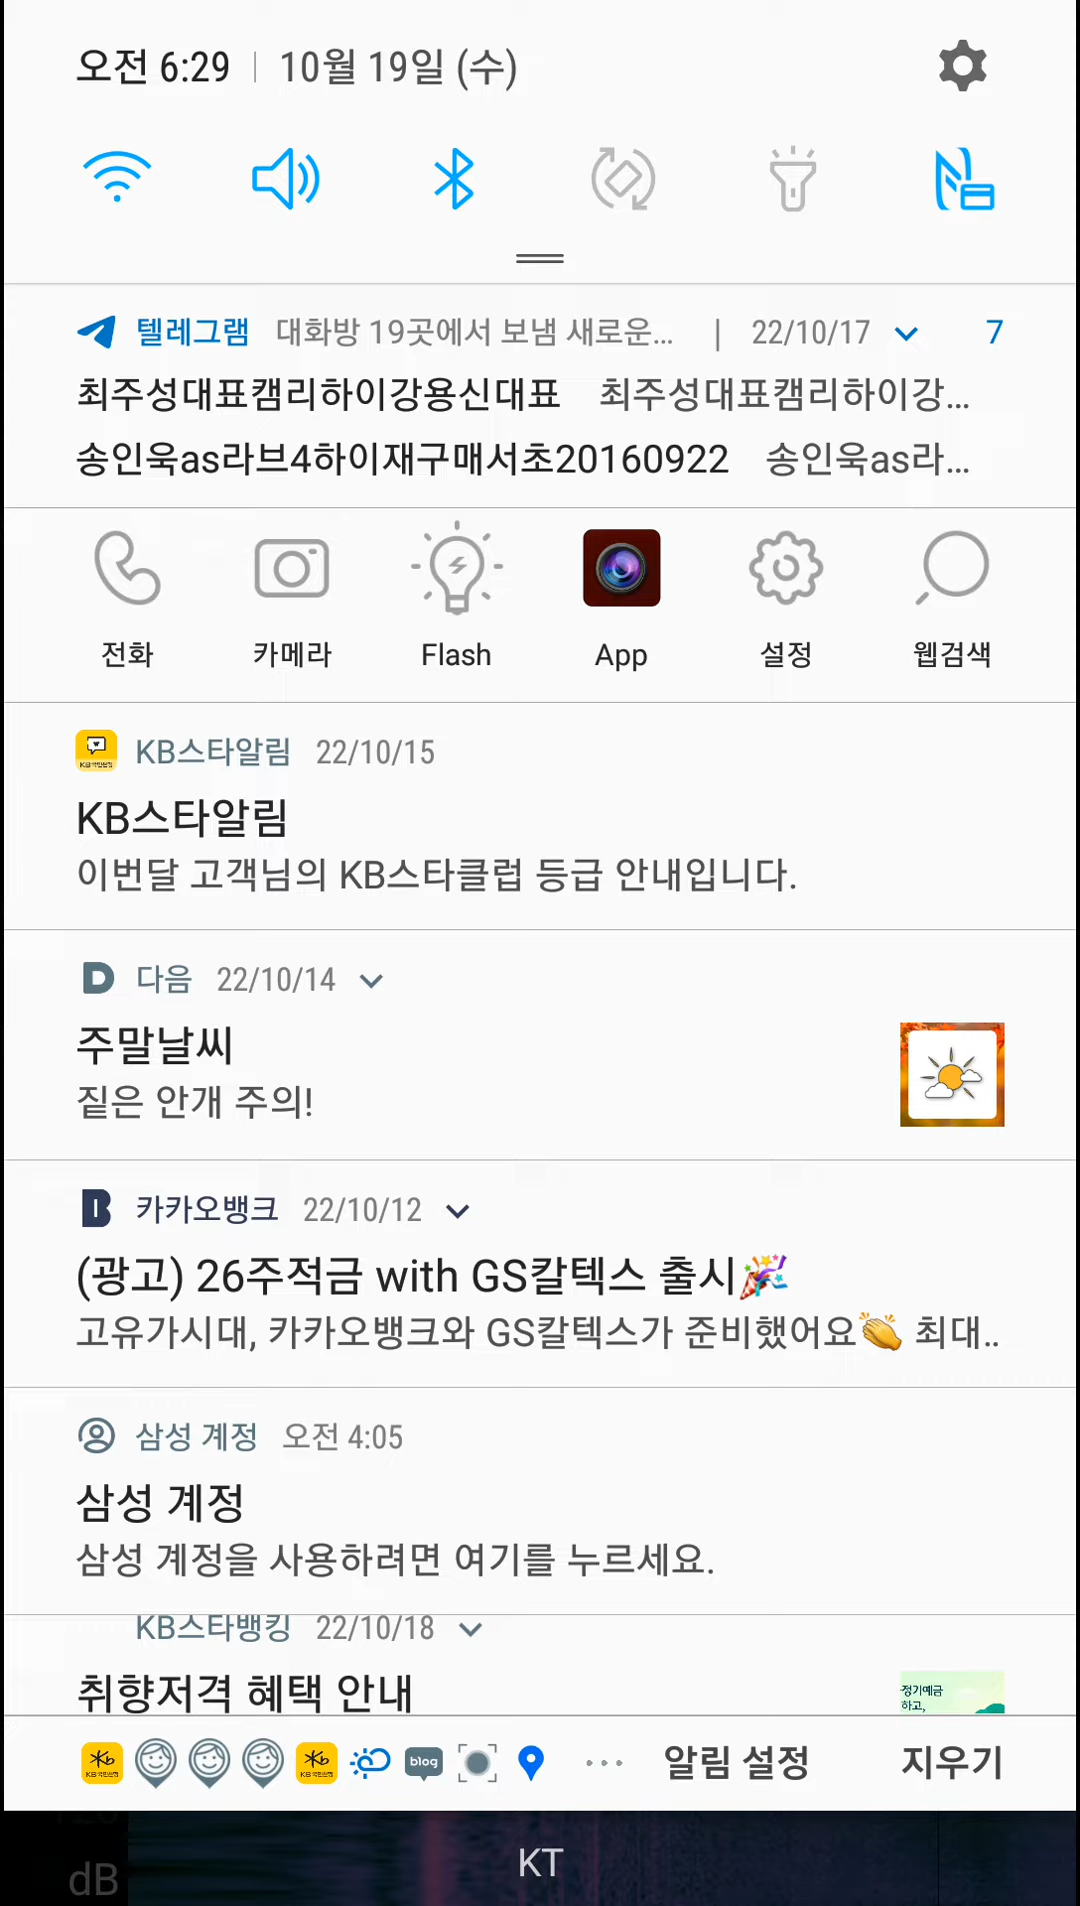 오전 6:29 | 10월 19일 (수)
텔레그램 대화방 19곳에서 보냄 새로운... | 22/10/17 7
최주성대표캠리하이강용신대표 최주성대표캠리하이강...
송인욱as라브4하이재구매서초20160922 송인욱as라...
전화 카메라 Flash App 설정 웹검색
KB스타알림 22/10/15
KB스타알림
이번달 고객님의 KB스타클럽 등급 안내입니다.
다음 22/10/14
주말날씨
짙은 안개 주의!
카카오뱅크 22/10/12
(광고) 26주적금 with GS칼텍스 출시🎉
고유가시대, 카카오뱅크와 GS칼텍스가 준비했어요👏 최대..
삼성 계정 오전 4:05
삼성 계정
삼성 계정을 사용하려면 여기를 누르세요.
KB스타뱅킹 22/10/18
취향저격 혜택 안내
정기예금
하고,
blog ... 알림 설정 지우기
KT
dB